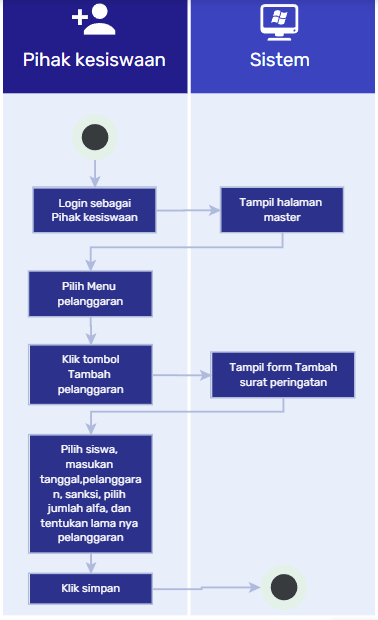 Pihak kesiswaan
Sistem
Login sebagai
Pihak kesiswaan
Tampil halaman
master
Pilih Menu
pelanggaran
Klik tombol
Tambah
pelanggaran
Tampil form Tambah
surat peringatan
Pilih siswa,
masukan
tanggal,pelanggara
n, sanksi, pilih
jumlah alfa, dan
tentukan lama nya
pelanggaran
Klik simpan